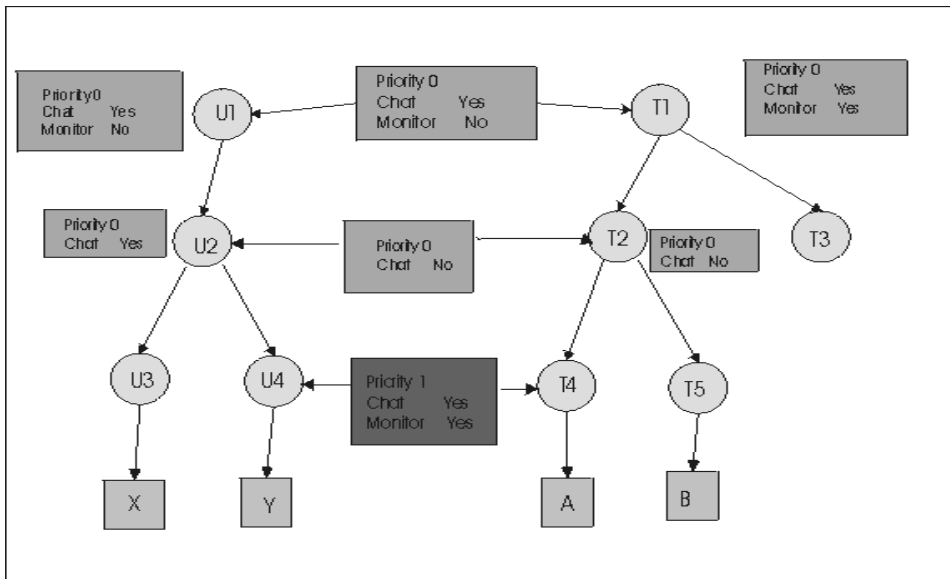 Priority 0
Chat Yes
Monitor No
U1
Priority 0
Chat Yes
Monitor No
T1
Priority 0
Chat Yes
Monitor Yes
Priority 0
Chat Yes
U2
Priority 0
Chat No
T2
Priority 0
Chat No
T3
U3
U4
Priority 1
Chat Yes
Monitor Yes
T4
T5
X
Y
A
B